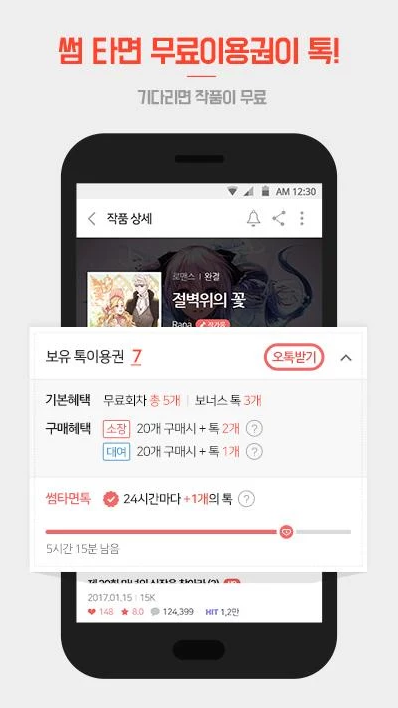 썸 타면 무료이용권이 톡!
기다리면 작품이 무료
AM 12:30
작품 상세
로맨스 | 완결
절벽위의 꽃
Rana
보유 톡이용권 7 오톡받기
기본혜택 무료회차 총 5개 | 보너스 톡 3개
구매혜택 소장 20개 구매시 + 톡 2개 ?
대여 20개 구매시 + 톡 1개 ?
썸타면톡 24시간마다 +1개의 톡 ?
5시간 15분 남음
2017.01.15 | 15K
148 8.0 124,399 HIT 1,2만